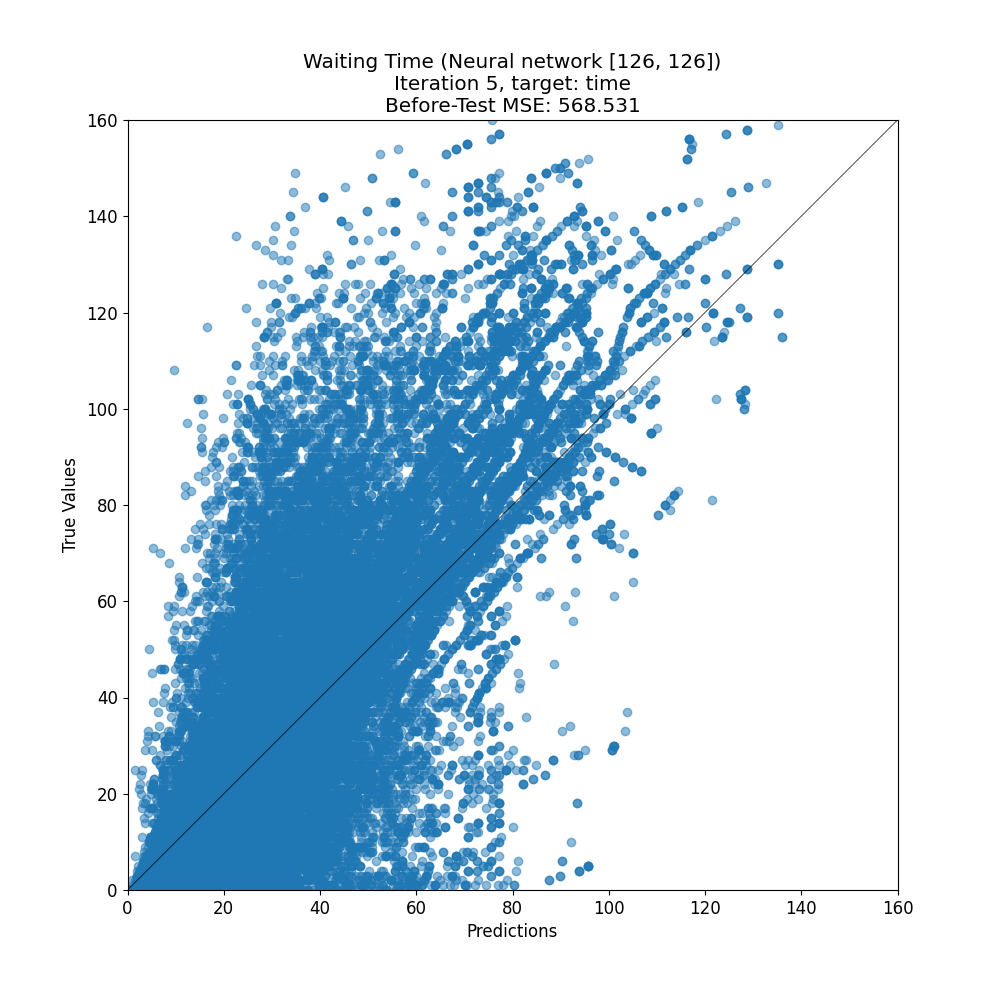 Waiting Time (Neural network [126, 126])
Iteration 5, target: time
Before-Test MSE: 568.531
160
140
120
100
80
60
40
20
0
True Values
0 20 40 60 80 100 120 140 160
Predictions